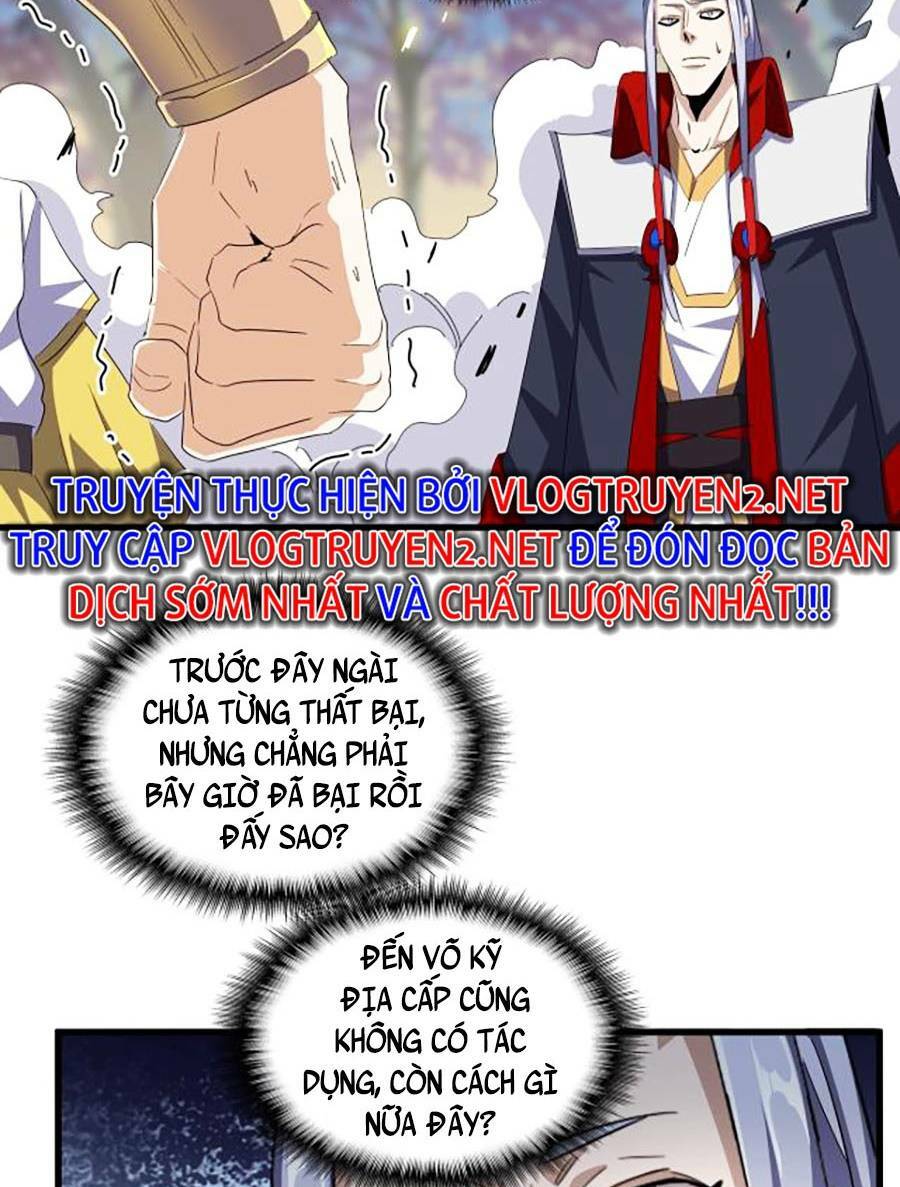 TRUYỆN THỰC HIỆN BỞI VLOGTRUYEN2.NET
TRUY CẬP VLOGTRUYEN2.NET ĐỂ ĐÓN ĐỌC BẢN
DỊCH SỚM NHẤT VÀ CHẤT LƯỢNG NHẤT!!!
TRƯỚC ĐÂY NGÀI
CHƯA TỪNG THẤT BẠI,
NHƯNG CHẲNG PHẢI
BÂY GIỜ ĐÃ BẠI RỒI
ĐẤY SAO?
ĐẾN VÕ KỸ
ĐỊA CẤP CŨNG
KHÔNG CÓ TÁC
DỤNG, CÒN CÁCH GÌ
NỮA ĐÂY?